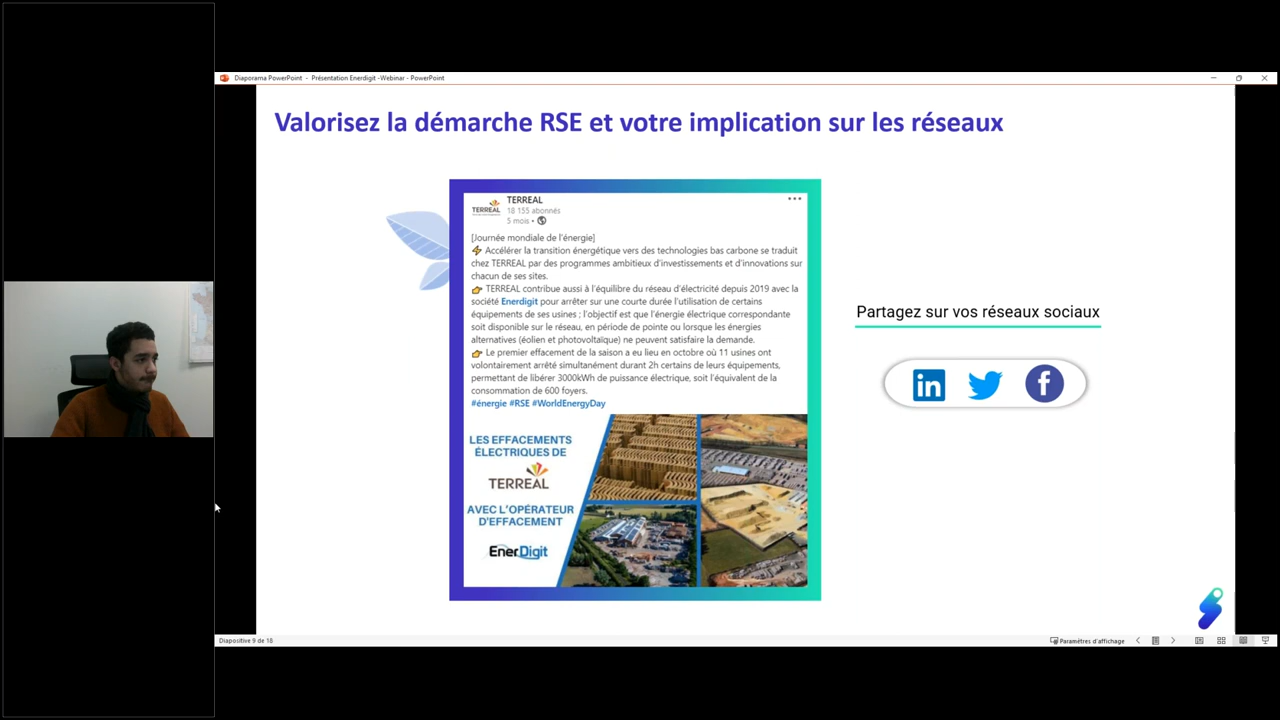 Diaporama PowerPoint - Présentation Enerdigit -Webinar - PowerPoint
Valorisez la démarche RSE et votre implication sur les réseaux
TERREAL
TERREAL
18 155 abonnés
5 mois •
[Journée mondiale de l'énergie]
⚡ Accélérer la transition énergétique vers des technologies bas carbone se traduit
chez TERREAL par des programmes ambitieux d'investissements et d'innovations sur
chacun de ses sites.
👉 TERREAL contribue aussi à l'équilibre du réseau d'électricité depuis 2019 avec la
société Enerdigit pour arrêter sur une courte durée l'utilisation de certains
équipements de ses usines ; l'objectif est que l'énergie électrique correspondante
soit disponible sur le réseau, en période de pointe ou lorsque les énergies
alternatives (éolien et photovoltaïque) ne peuvent satisfaire la demande.
👉 Le premier effacement de la saison a eu lieu en octobre où 11 usines ont
volontairement arrêté simultanément durant 2h certains de leurs équipements,
permettant de libérer 3000kWh de puissance électrique, soit l'équivalent de la
consommation de 600 foyers.
#énergie #RSE #WorldEnergyDay
LES EFFACEMENTS
ÉLECTRIQUES DE
TERREAL
AVEC L'OPÉRATEUR
D'EFFACEMENT
EnerDigit
Partagez sur vos réseaux sociaux
in
f
Diapositive 9 de 18
Paramètres d'affichage